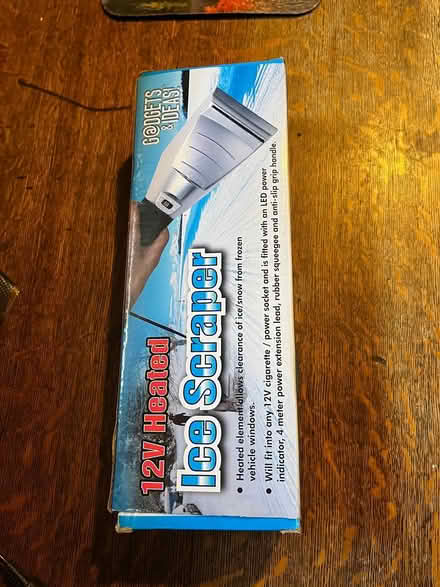 G@DGETS
& IDEAS!
12V Heated
Ice Scraper
• Heated element allows clearance of ice/snow from frozen
vehicle windows.
• Will fit into any 12V cigarette / power socket and is fitted with an LED power
indicator, 4 meter power extension lead, rubber squeegee and anti-slip grip handle.